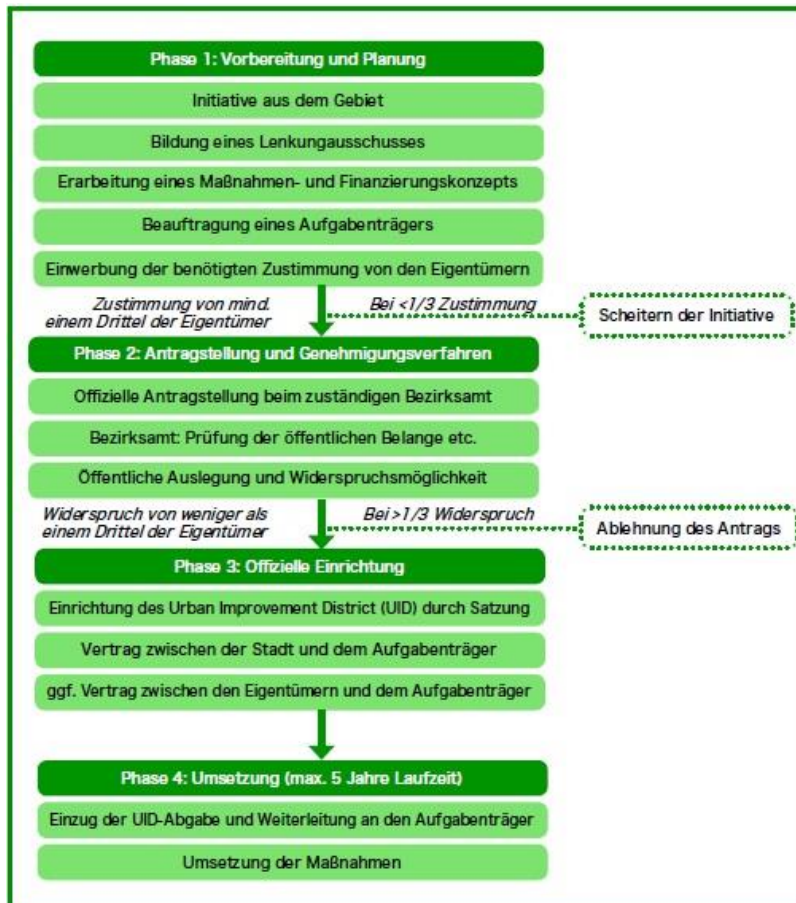 Phase 1: Vorbereitung und Planung
Initiative aus dem Gebiet
Bildung eines Lenkungausschusses
Erarbeitung eines Maßnahmen- und Finanzierungskonzepts
Beauftragung eines Aufgabenträgers
Einwerbung der benötigten Zustimmung von den Eigentümern
Zustimmung von mind.
einem Drittel der Eigentümer
Bei <1/3 Zustimmung
Scheitern der Initiative
Phase 2: Antragstellung und Genehmigungsverfahren
Offizielle Antragstellung beim zuständigen Bezirksamt
Bezirksamt: Prüfung der öffentlichen Belange etc.
Öffentliche Auslegung und Widerspruchsmöglichkeit
Widerspruch von weniger als
einem Drittel der Eigentümer
Bei >1/3 Widerspruch
Ablehnung des Antrags
Phase 3: Offizielle Einrichtung
Einrichtung des Urban Improvement District (UID) durch Satzung
Vertrag zwischen der Stadt und dem Aufgabenträger
ggf. Vertrag zwischen den Eigentümern und dem Aufgabenträger
Phase 4: Umsetzung (max. 5 Jahre Laufzeit)
Einzug der UID-Abgabe und Weiterleitung an den Aufgabenträger
Umsetzung der Maßnahmen